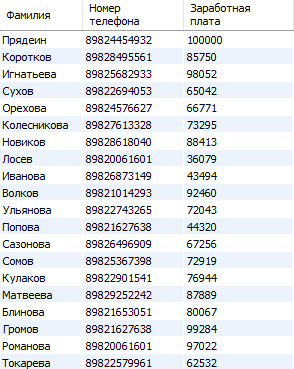 Фамилия Номер телефона Заработная плата
Прядеин 89824454932 100000
Коротков 89828495561 85750
Игнатьева 89825682933 98052
Сухов 89822694053 65042
Орехова 89824576627 66771
Колесникова 89827613328 73295
Новиков 89828618040 88413
Лосев 89820061601 36079
Иванова 89826873149 43494
Волков 89821014293 92460
Ульянова 89822743265 72043
Попова 89821627638 44320
Сазонова 89826496909 67256
Сомов 89825367398 72919
Кулаков 89822901541 76944
Матвеева 89829252242 87889
Блинова 89821653051 80067
Громов 89821627638 99284
Романова 89820061601 97022
Токарева 89822579961 62532